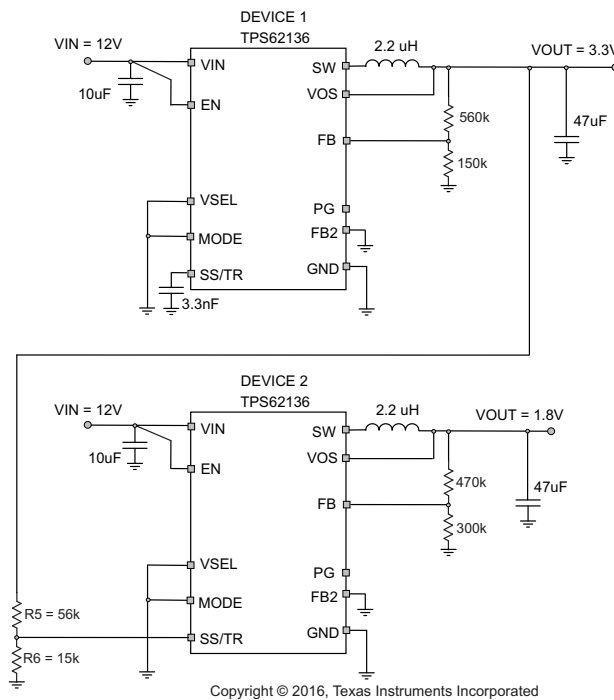 DEVICE 1
TPS62136
VIN = 12V
10uF
VIN
EN
VSEL
MODE
SS/TR
3.3nF
SW
VOS
FB
PG
FB2
GND
2.2 uH
VOUT = 3.3V
560k
150k
47uF
DEVICE 2
TPS62136
VIN = 12V
10uF
VIN
EN
VSEL
MODE
SS/TR
SW
VOS
FB
PG
FB2
GND
2.2 uH
VOUT = 1.8V
470k
300k
47uF
R5 = 56k
R6 = 15k
Copyright © 2016, Texas Instruments Incorporated